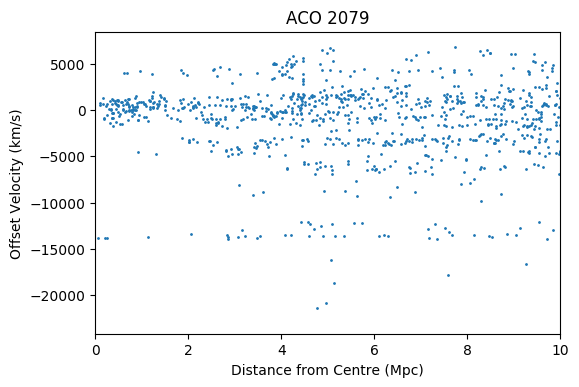 ACO 2079
5000
0
−5000
−10000
−15000
−20000
Offset Velocity (km/s)
0 2 4 6 8 10
Distance from Centre (Mpc)